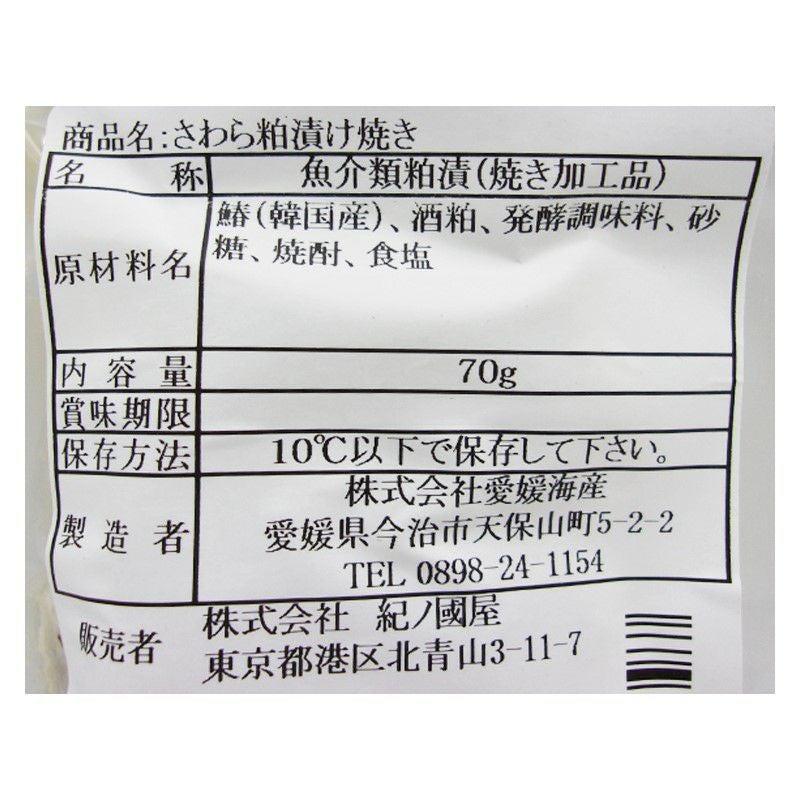 商品名:さわら粕漬け焼き
名称 魚介類粕漬(焼き加工品)
鰆(韓国産)、酒粕、発酵調味料、砂
原材料名 糖、焼酎、食塩
内容量 70g
賞味期限
保存方法 10℃以下で保存して下さい。
株式会社愛媛海産
製造者 愛媛県今治市天保山町5-2-2
TEL 0898-24-1154
販売者 株式会社 紀ノ國屋
東京都港区北青山3-11-7